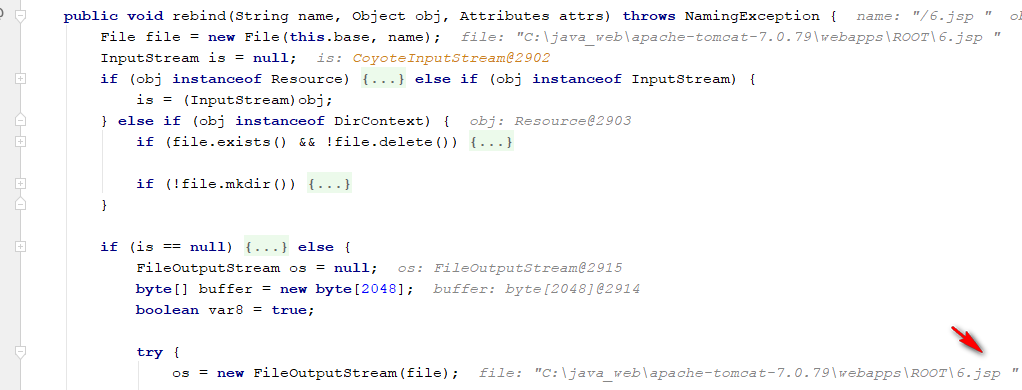 public void rebind(String name, Object obj, Attributes attrs) throws NamingException {  name: "/6.jsp "  ob
File file = new File(this.base, name);  file: "C:\java_web\apache-tomcat-7.0.79\webapps\ROOT\6.jsp "
InputStream is = null;  is: CoyoteInputStream@2902
if (obj instanceof Resource) {...} else if (obj instanceof InputStream) {
is = (InputStream)obj;
} else if (obj instanceof DirContext) {  obj: Resource@2903
if (file.exists() && !file.delete()) {...}
if (!file.mkdir()) {...}
}
if (is == null) {...} else {
FileOutputStream os = null;  os: FileOutputStream@2915
byte[] buffer = new byte[2048];  buffer: byte[2048]@2914
boolean var8 = true;
try {
os = new FileOutputStream(file);  file: "C:\java_web\apache-tomcat-7.0.79\webapps\ROOT\6.jsp "